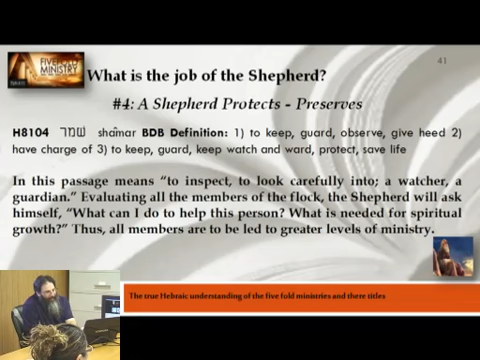 FIVEFOLD
MINISTRY
41
What is the job of the Shepherd?
#4: A Shepherd Protects - Preserves
H8104 שמר shâmar BDB Definition: 1) to keep, guard, observe, give heed 2)
have charge of 3) to keep, guard, keep watch and ward, protect, save life
In this passage means “to inspect, to look carefully into; a watcher, a
guardian.” Evaluating all the members of the flock, the Shepherd will ask
himself, “What can I do to help this person? What is needed for spiritual
growth?” Thus, all members are to be led to greater levels of ministry.
The true Hebraic understanding of the five fold ministries and there titles